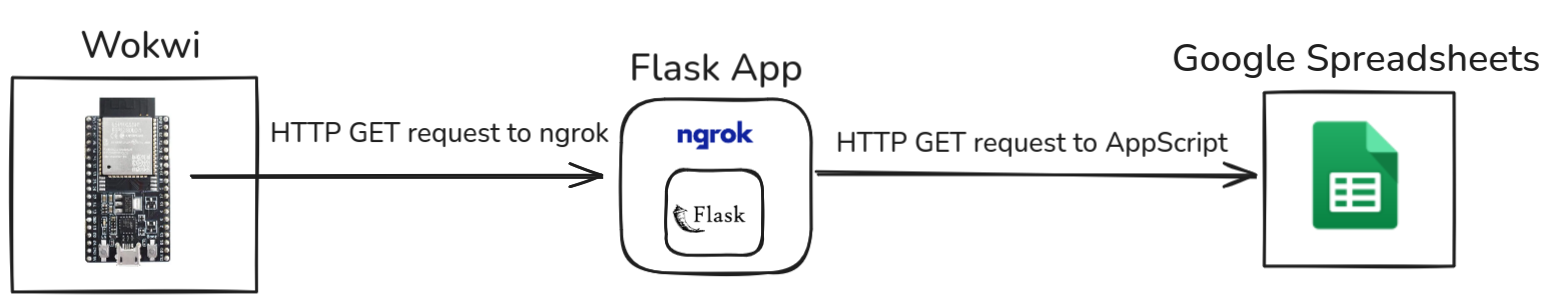 Wokwi
HTTP GET request to ngrok
Flask App
ngrok
Flask
HTTP GET request to AppScript
Google Spreadsheets